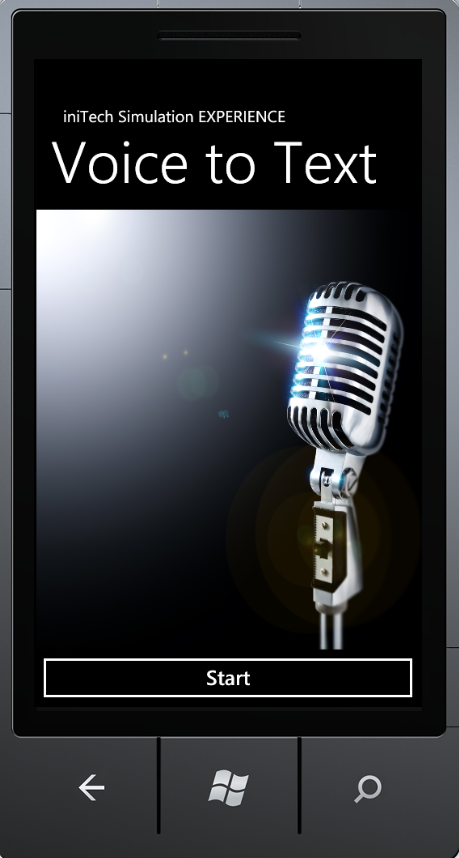 iniTech Simulation EXPERIENCE
Voice to Text
Start